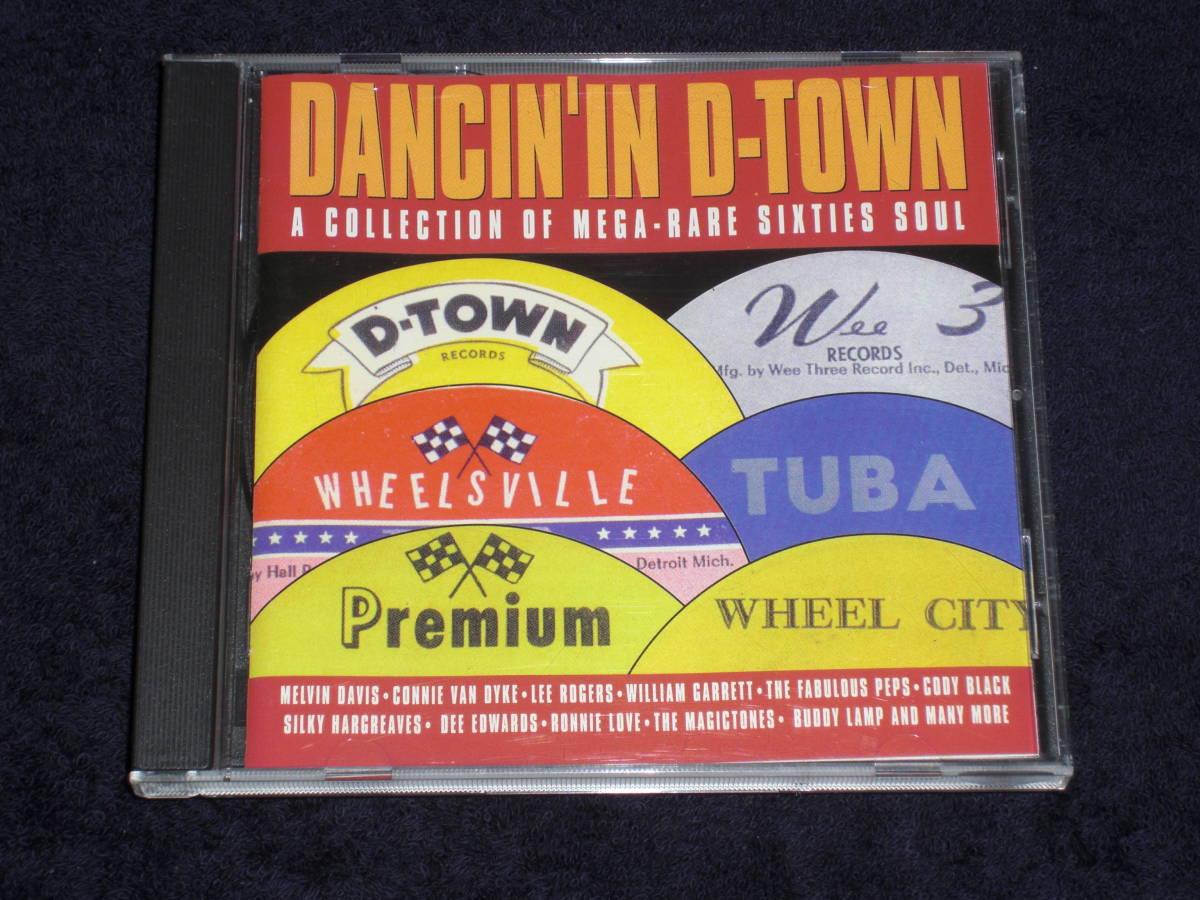 DANCIN' IN D-TOWN
A COLLECTION OF MEGA-RARE SIXTIES SOUL
D-TOWN
RECORDS
Wee 3
RECORDS
Mfg. by Wee Three Record Inc., Det., Mic
WHEELSVILLE
TUBA
by Hall
Detroit Mich.
Premium
WHEEL CITY
MELVIN DAVIS • CONNIE VAN DYKE • LEE ROGERS • WILLIAM GARRETT • THE FABULOUS PEPS • CODY BLACK
SILKY HARGREAVES • DEE EDWARDS • RONNIE LOVE • THE MAGICTONES • BUDDY LAMP AND MANY MORE